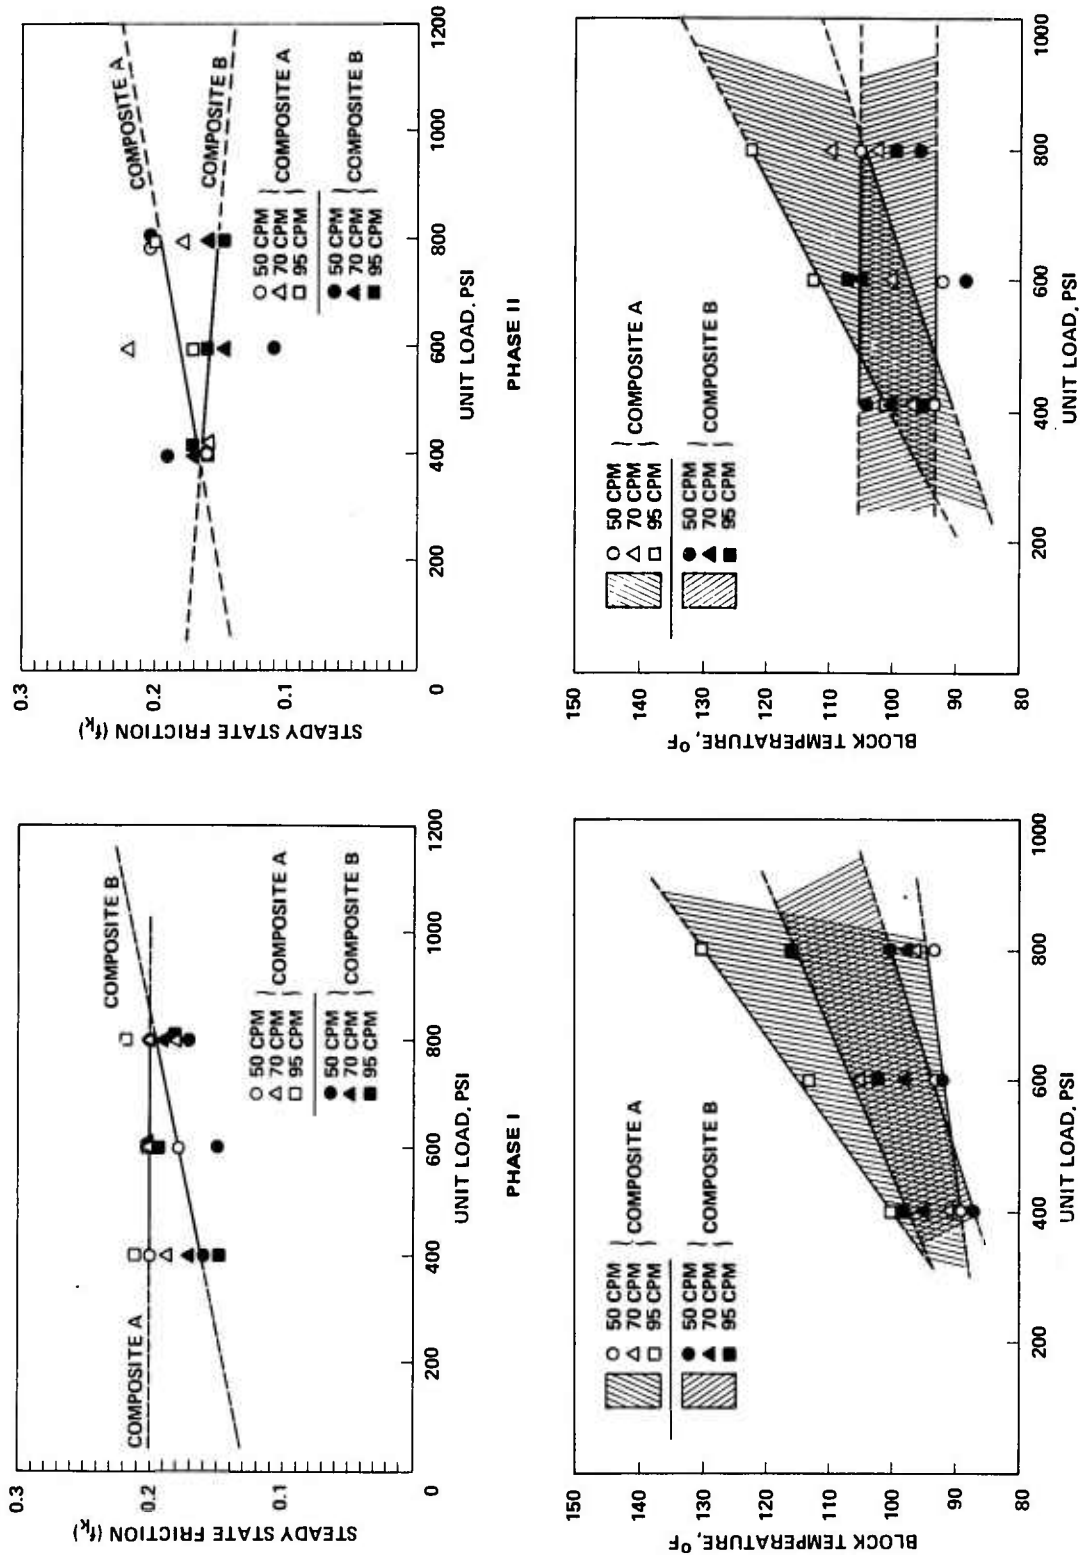 STEADY STATE FRICTION (fk)
0.3
0.2
0.1
0
COMPOSITE A
COMPOSITE B
50 CPM
70 CPM
95 CPM
COMPOSITE A
50 CPM
70 CPM
95 CPM
COMPOSITE B
200
400
600
800
1000
1200
UNIT LOAD, PSI
PHASE I
STEADY STATE FRICTION (fk)
0.3
0.2
0.1
0
COMPOSITE A
COMPOSITE B
50 CPM
70 CPM
95 CPM
COMPOSITE A
50 CPM
70 CPM
95 CPM
COMPOSITE B
200
400
600
800
1000
1200
UNIT LOAD, PSI
PHASE II
BLOCK TEMPERATURE, °F
150
140
130
120
110
100
90
80
50 CPM
70 CPM
95 CPM
COMPOSITE A
50 CPM
70 CPM
95 CPM
COMPOSITE B
200
400
600
800
1000
UNIT LOAD, PSI
BLOCK TEMPERATURE, °F
150
140
130
120
110
100
90
80
50 CPM
70 CPM
95 CPM
COMPOSITE A
50 CPM
70 CPM
95 CPM
COMPOSITE B
200
400
600
800
1000
UNIT LOAD, PSI